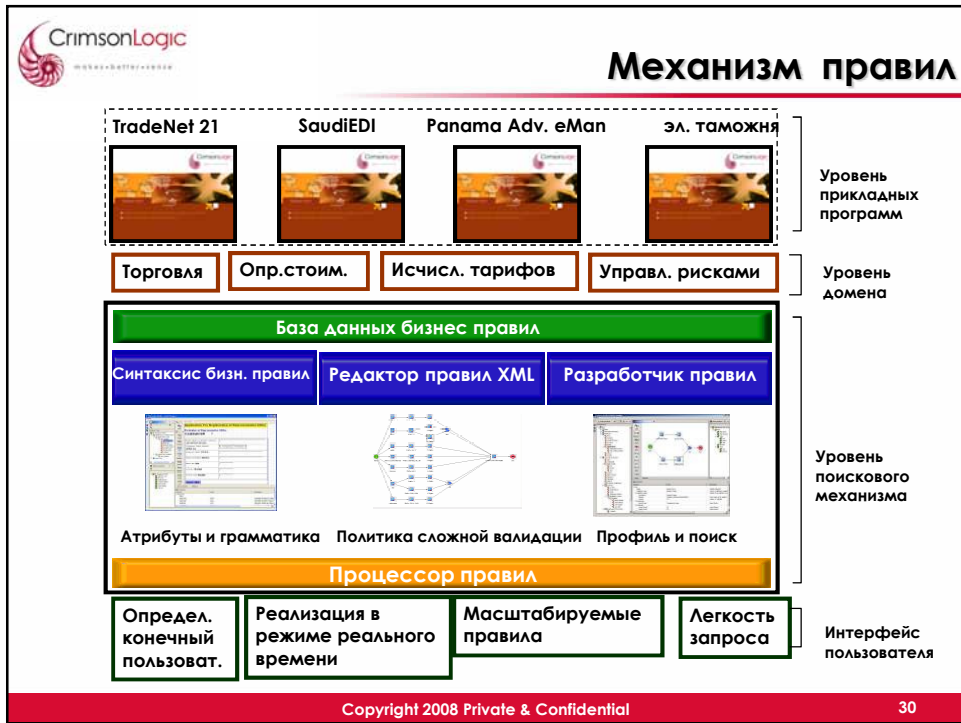 CrimsonLogic
makes•better•sense
Механизм правил
TradeNet 21
SaudiEDI
Panama Adv. eMan
эл. таможня
Уровень
прикладных
программ
Торговля
Опр.стоим.
Исчисл. тарифов
Управл. рисками
Уровень
домена
База данных бизнес правил
Синтаксис бизн. правил
Редактор правил XML
Разработчик правил
Атрибуты и грамматика
Политика сложной валидации
Профиль и поиск
Уровень
поискового
механизма
Процессор правил
Определ.
конечный
пользоват.
Реализация в
режиме реального
времени
Масштабируемые
правила
Легкость
запроса
Интерфейс
пользователя
Copyright 2008 Private & Confidential
30